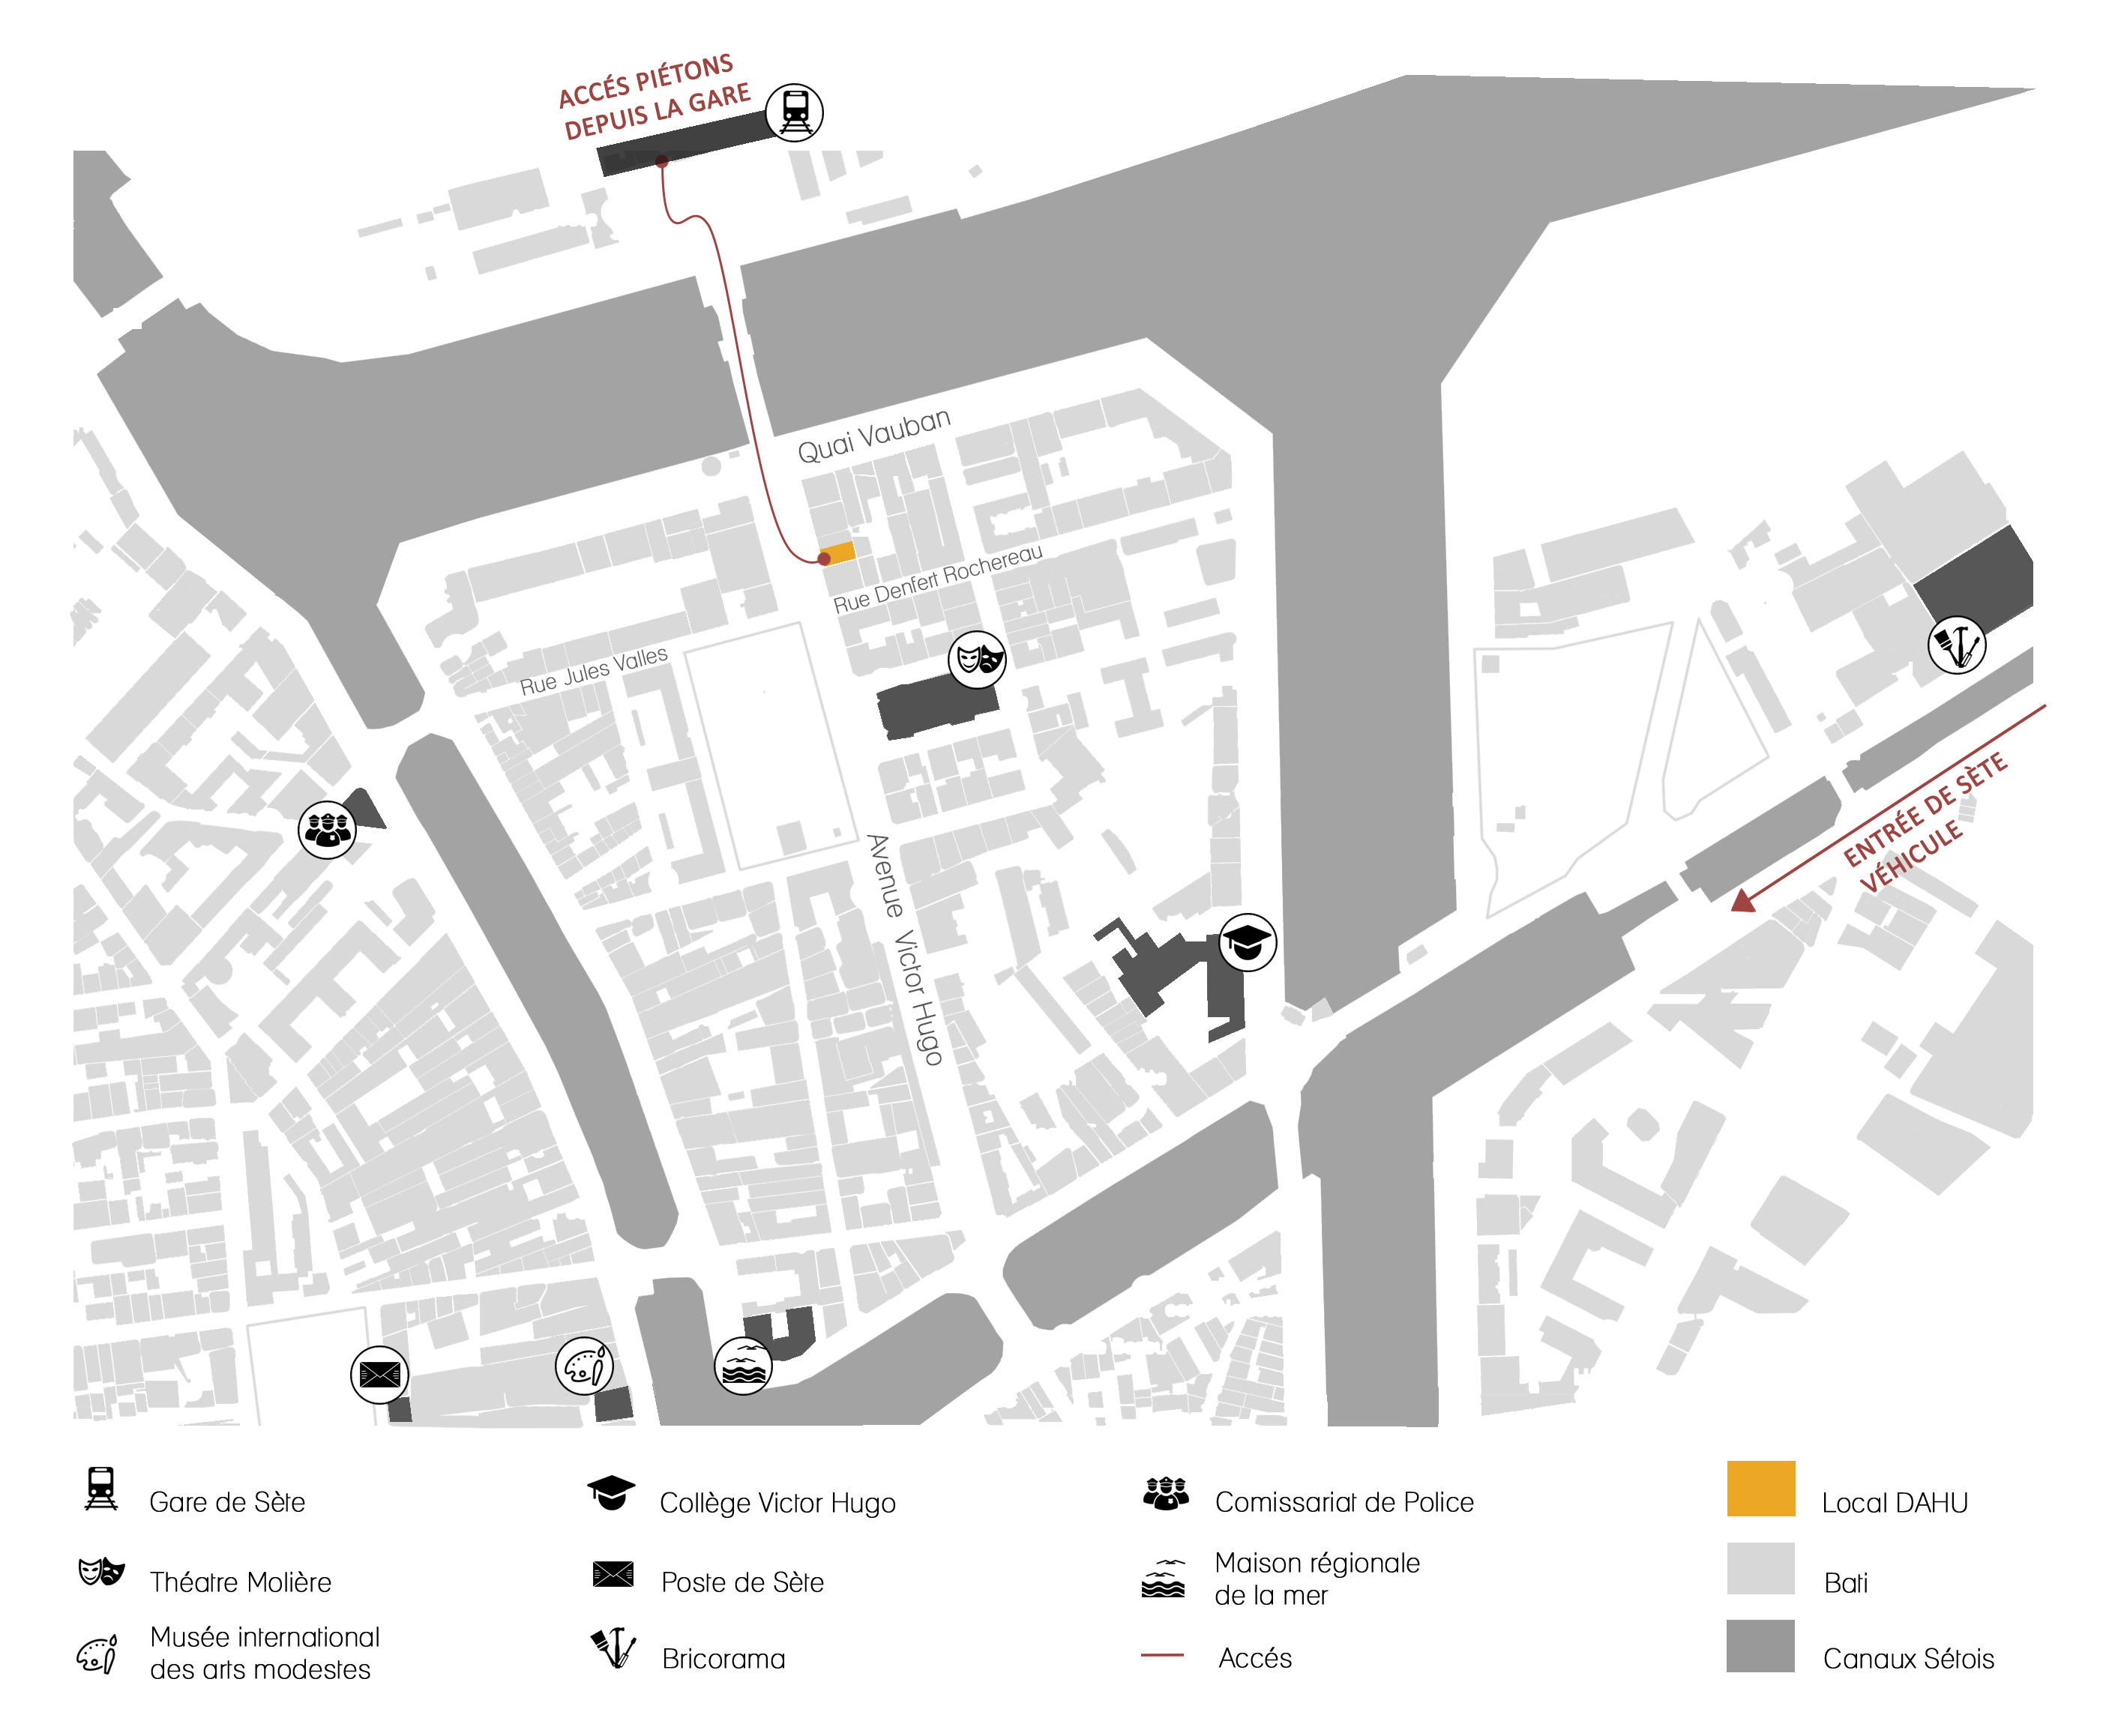 ACCÉS PIÉTONS
DEPUIS LA GARE
Quai Vauban
Rue Denfert Rochereau
Rue Jules Valles
Avenue Victor Hugo
ENTRÉE DE SÈTE
VÉHICULE
Gare de Sète
Théatre Molière
Musée international
des arts modestes
Collège Victor Hugo
Poste de Sète
Bricorama
Comissariat de Police
Maison régionale
de la mer
Accés
Local DAHU
Bati
Canaux Sétois